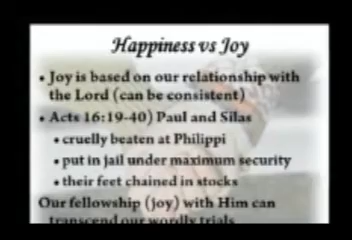 Happiness vs Joy
• Joy is based on our relationship with
the Lord (can be consistent)
• Acts 16:19-40) Paul and Silas
• cruelly beaten at Philippi
• put in jail under maximum security
• their feet chained in stocks
Our fellowship (joy) with Him can
transcend our wordly trials